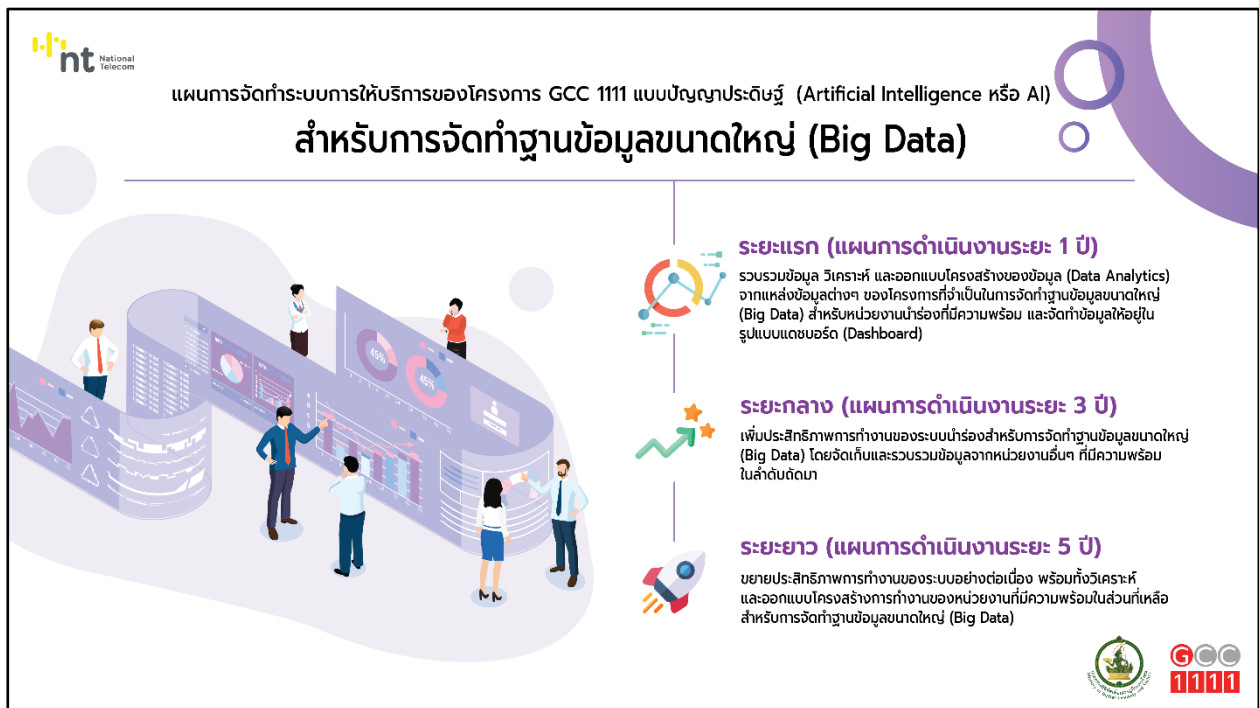 nt National
Telecom
แผนการจัดทำระบบการให้บริการของโครงการ GCC 1111 แบบปัญญาประดิษฐ์ (Artificial Intelligence หรือ AI)
สำหรับการจัดทำฐานข้อมูลขนาดใหญ่ (Big Data)
ระยะแรก (แผนการดำเนินงานระยะ 1 ปี)
รวบรวมข้อมูล วิเคราะห์ และออกแบบโครงสร้างของข้อมูล (Data Analytics)
จากแหล่งข้อมูลต่างๆ ของโครงการที่จำเป็นในการจัดทำฐานข้อมูลขนาดใหญ่
(Big Data) สำหรับหน่วยงานนำร่องที่มีความพร้อม และจัดทำข้อมูลให้อยู่ใน
รูปแบบแดชบอร์ด (Dashboard)
45%
45%
ระยะกลาง (แผนการดำเนินงานระยะ 3 ปี)
เพิ่มประสิทธิภาพการทำงานของระบบนำร่องสำหรับการจัดทำฐานข้อมูลขนาดใหญ่
(Big Data) โดยจัดเก็บและรวบรวมข้อมูลจากหน่วยงานอื่นๆ ที่มีความพร้อม
ในลำดับถัดมา
ระยะยาว (แผนการดำเนินงานระยะ 5 ปี)
ขยายประสิทธิภาพการทำงานของระบบอย่างต่อเนื่อง พร้อมทั้งวิเคราะห์
และออกแบบโครงสร้างการทำงานของหน่วยงานที่มีความพร้อมในส่วนที่เหลือ
สำหรับการจัดทำฐานข้อมูลขนาดใหญ่ (Big Data)
GCC
1111